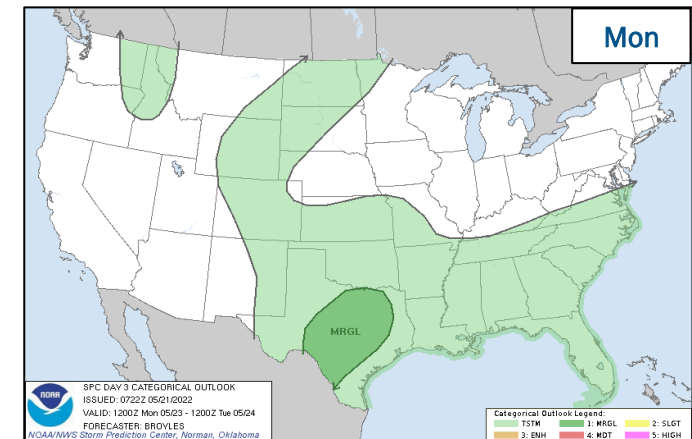 Mon
MRGL
NOAA
SPC DAY 3 CATEGORICAL OUTLOOK
ISSUED: 0722Z 05/21/2022
VALID: 1200Z Mon 05/23 - 1200Z Tue 05/24
FORECASTER: BROYLES
NOAA/NWS Storm Prediction Center, Norman, Oklahoma
Categorical Outlook Legend:
TSTM 1: MRGL 2: SLGT
3: ENH 4: MDT 5: HIGH